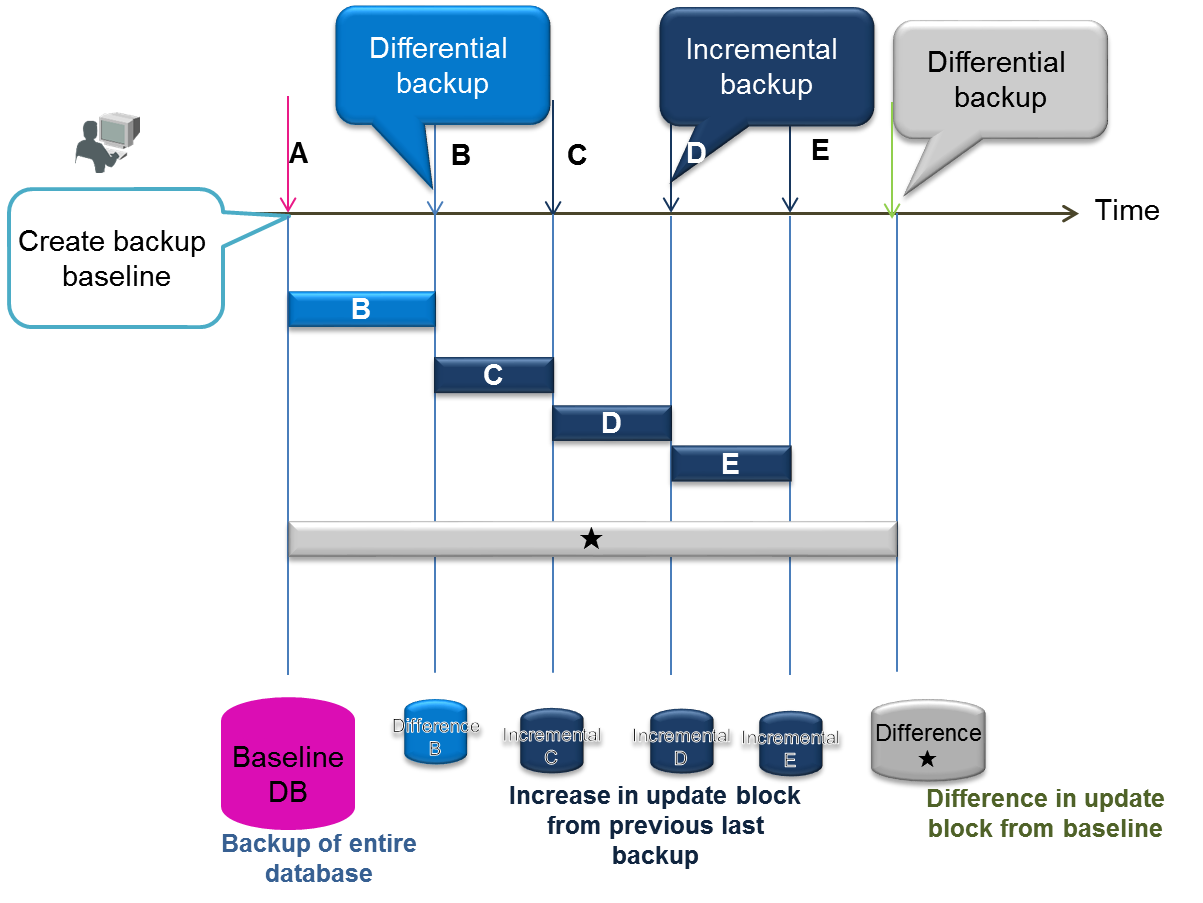 Differential
backup
Incremental
backup
Differential
backup
A
B
C
D
E
Time
Create backup
baseline
B
C
D
E
★
Baseline
DB
Difference
B
Incremental
C
Incremental
D
Incremental
E
Difference
★
Backup of entire
database
Increase in update block
from previous last
backup
Difference in update
block from baseline